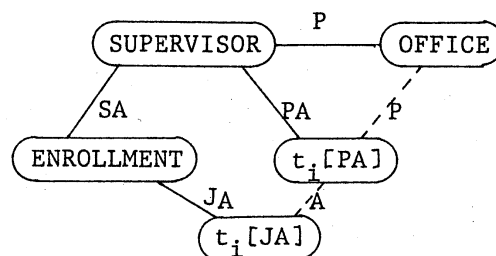 P
SUPERVISOR OFFICE
SA PA P
ENROLLMENT t_i[PA]
JA A
t_i[JA]